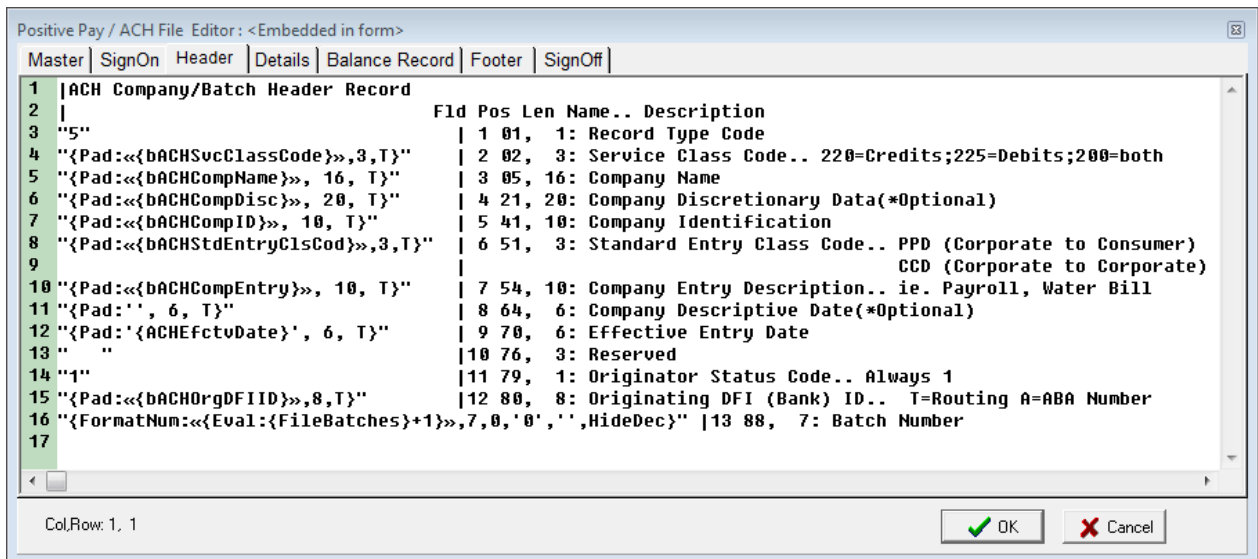 Positive Pay / ACH File Editor : <Embedded in form>
Master SignOn Header Details Balance Record Footer SignOff
1 |ACH Company/Batch Header Record
2 | Fld Pos Len Name.. Description
3 "5" | 1 01, 1: Record Type Code
4 "{Pad:«{bACHSvcClassCode}»,3,T}" | 2 02, 3: Service Class Code.. 220=Credits;225=Debits;200=both
5 "{Pad:«{bACHCompName}», 16, T}" | 3 05, 16: Company Name
6 "{Pad:«{bACHCompDisc}», 20, T}" | 4 21, 20: Company Discretionary Data(*Optional)
7 "{Pad:«{bACHCompID}», 10, T}" | 5 41, 10: Company Identification
8 "{Pad:«{bACHStdEntryClsCod}»,3,T}" | 6 51, 3: Standard Entry Class Code.. PPD (Corporate to Consumer)
9 | CCD (Corporate to Corporate)
10 "{Pad:«{bACHCompEntry}», 10, T}" | 7 54, 10: Company Entry Description.. ie. Payroll, Water Bill
11 "{Pad:'', 6, T}" | 8 64, 6: Company Descriptive Date(*Optional)
12 "{Pad:'{ACHEfctvDate}', 6, T}" | 9 70, 6: Effective Entry Date
13 "   " |10 76, 3: Reserved
14 "1" |11 79, 1: Originator Status Code.. Always 1
15 "{Pad:«{bACHOrgDFIID}»,8,T}" |12 80, 8: Originating DFI (Bank) ID.. T=Routing A=ABA Number
16 "{FormatNum:«{Eval:{FileBatches}+1}»,7,0,'0','',HideDec}" |13 88, 7: Batch Number
17
Col,Row: 1, 1
OK Cancel